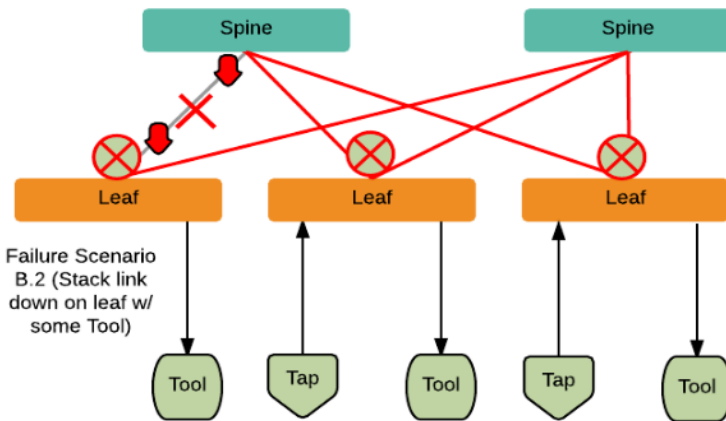 Spine
Spine
Leaf
Leaf
Leaf
Failure Scenario
B.2 (Stack link
down on leaf w/
some Tool)
Tool
Tap
Tool
Tap
Tool